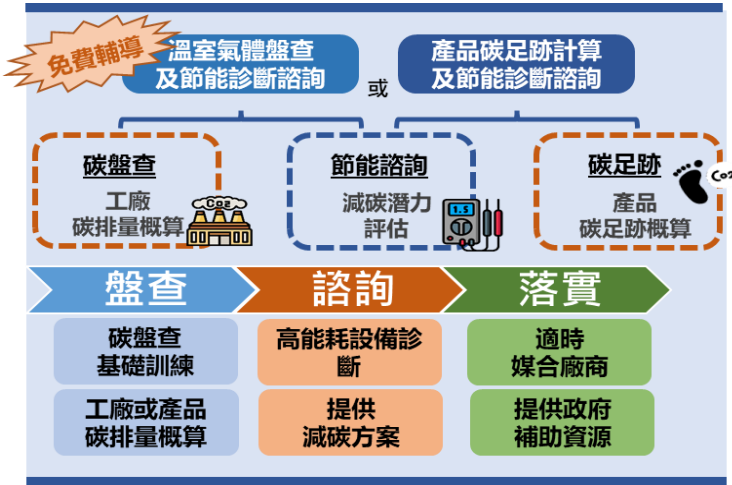 免費輔導
溫室氣體盤查
及節能診斷諮詢
或
產品碳足跡計算
及節能診斷諮詢
碳盤查
工廠
碳排量概算
CO2
節能諮詢
減碳潛力
評估
1.5
碳足跡
產品
碳足跡概算
CO2
盤查
諮詢
落實
碳盤查
基礎訓練
高能耗設備診
斷
適時
媒合廠商
工廠或產品
碳排量概算
提供
減碳方案
提供政府
補助資源